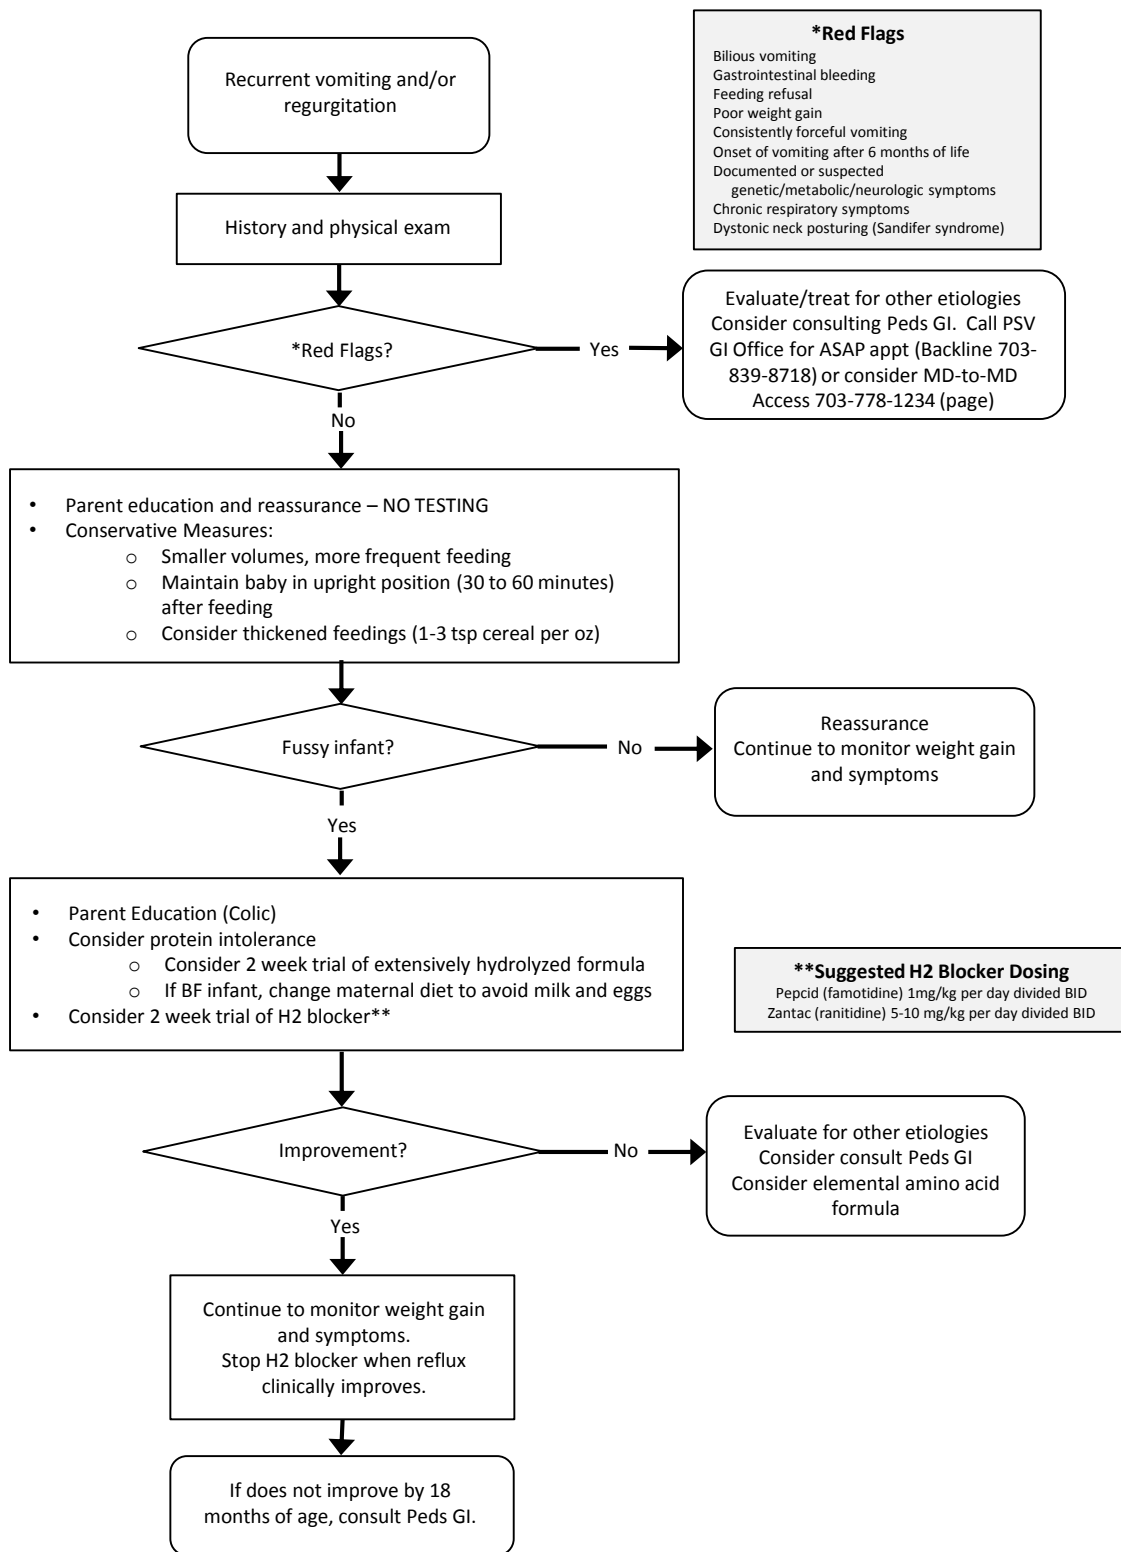 *Red Flags
Bilious vomiting
Gastrointestinal bleeding
Feeding refusal
Poor weight gain
Consistently forceful vomiting
Onset of vomiting after 6 months of life
Documented or suspected
genetic/metabolic/neurologic symptoms
Chronic respiratory symptoms
Dystonic neck posturing (Sandifer syndrome)
Recurrent vomiting and/or
regurgitation
History and physical exam
*Red Flags?
Yes
Evaluate/treat for other etiologies
Consider consulting Peds GI. Call PSV
GI Office for ASAP appt (Backline 703-
839-8718) or consider MD-to-MD
Access 703-778-1234 (page)
No
• Parent education and reassurance – NO TESTING
• Conservative Measures:
o Smaller volumes, more frequent feeding
o Maintain baby in upright position (30 to 60 minutes)
after feeding
o Consider thickened feedings (1-3 tsp cereal per oz)
Fussy infant?
No
Reassurance
Continue to monitor weight gain
and symptoms
Yes
• Parent Education (Colic)
• Consider protein intolerance
o Consider 2 week trial of extensively hydrolyzed formula
o If BF infant, change maternal diet to avoid milk and eggs
• Consider 2 week trial of H2 blocker**
**Suggested H2 Blocker Dosing
Pepcid (famotidine) 1mg/kg per day divided BID
Zantac (ranitidine) 5-10 mg/kg per day divided BID
Improvement?
No
Evaluate for other etiologies
Consider consult Peds GI
Consider elemental amino acid
formula
Yes
Continue to monitor weight gain
and symptoms.
Stop H2 blocker when reflux
clinically improves.
If does not improve by 18
months of age, consult Peds GI.